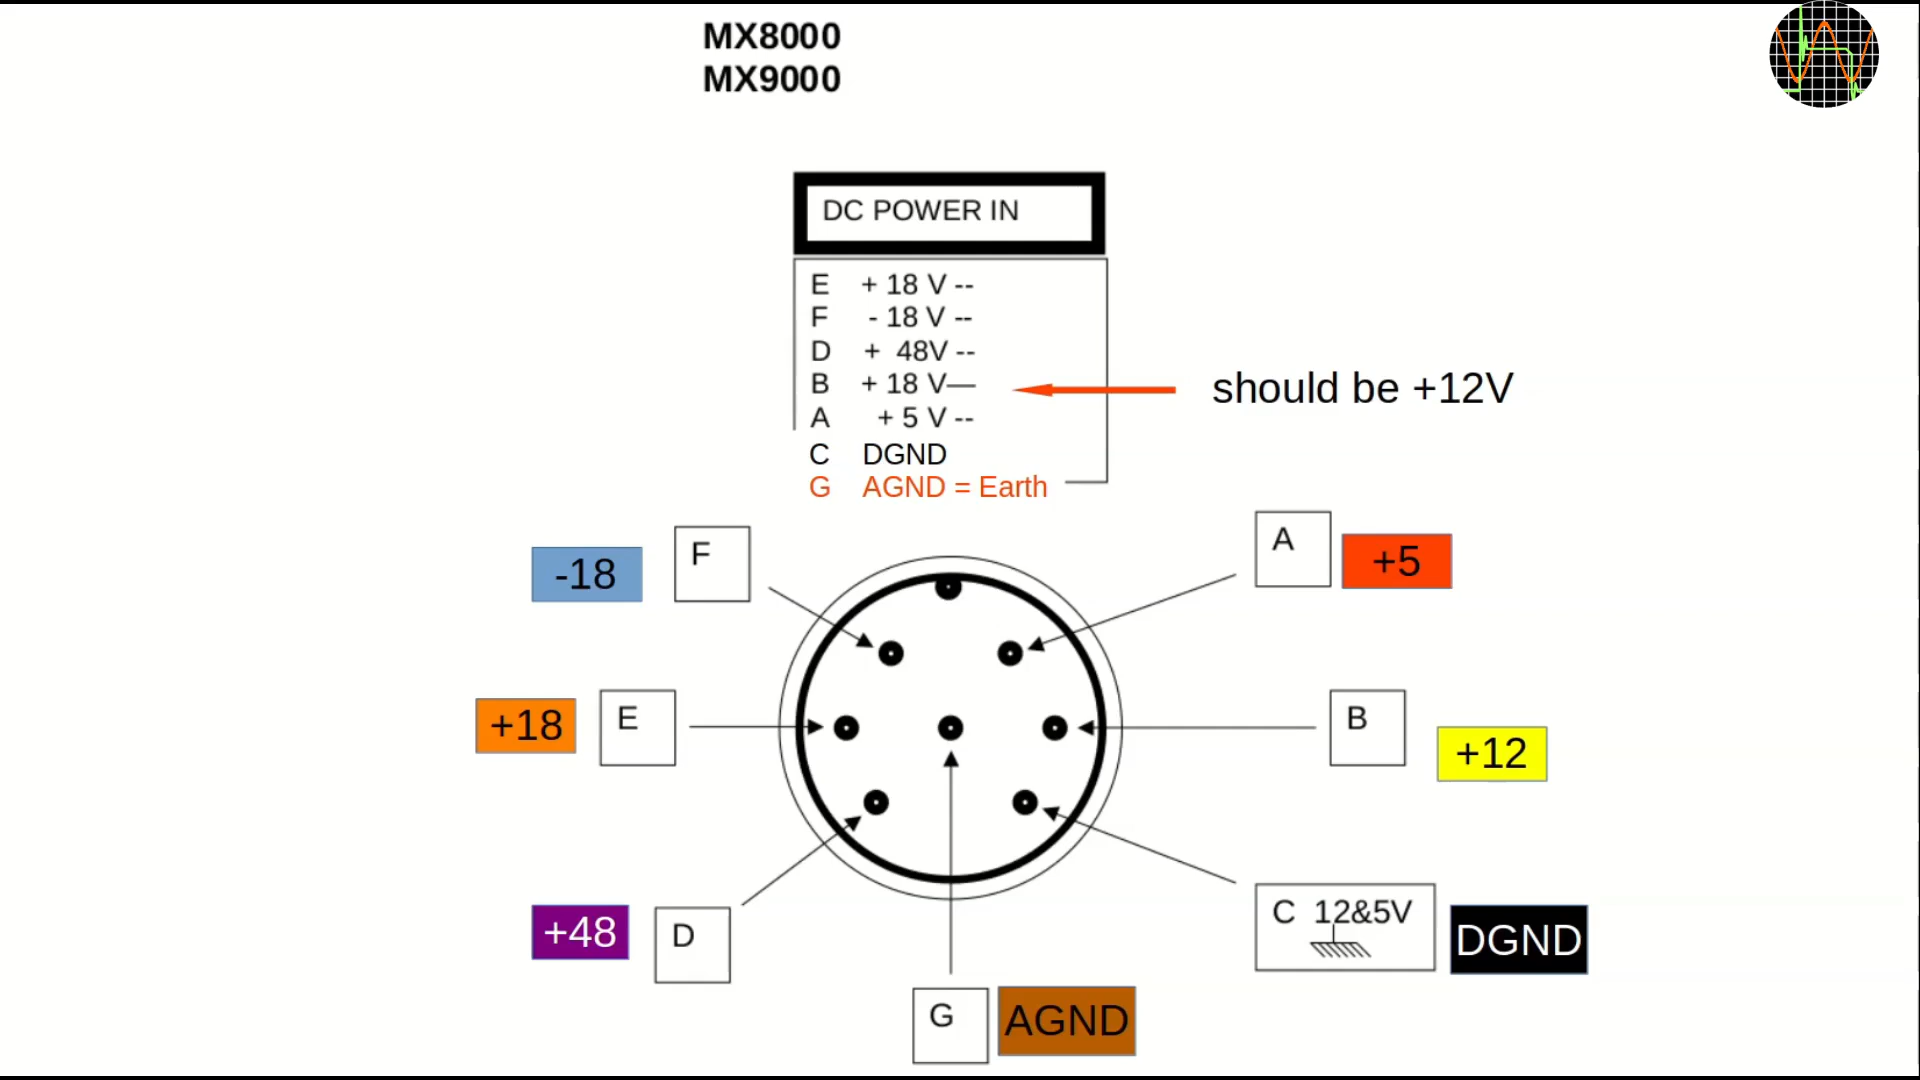 MX8000
MX9000
DC POWER IN
E + 18 V --
F - 18 V --
D + 48V --
B + 18 V—
should be +12V
A + 5 V --
C DGND
G AGND = Earth
F
-18
A
+5
+18
E
B
+12
+48
D
C 12&5V
DGND
G
AGND